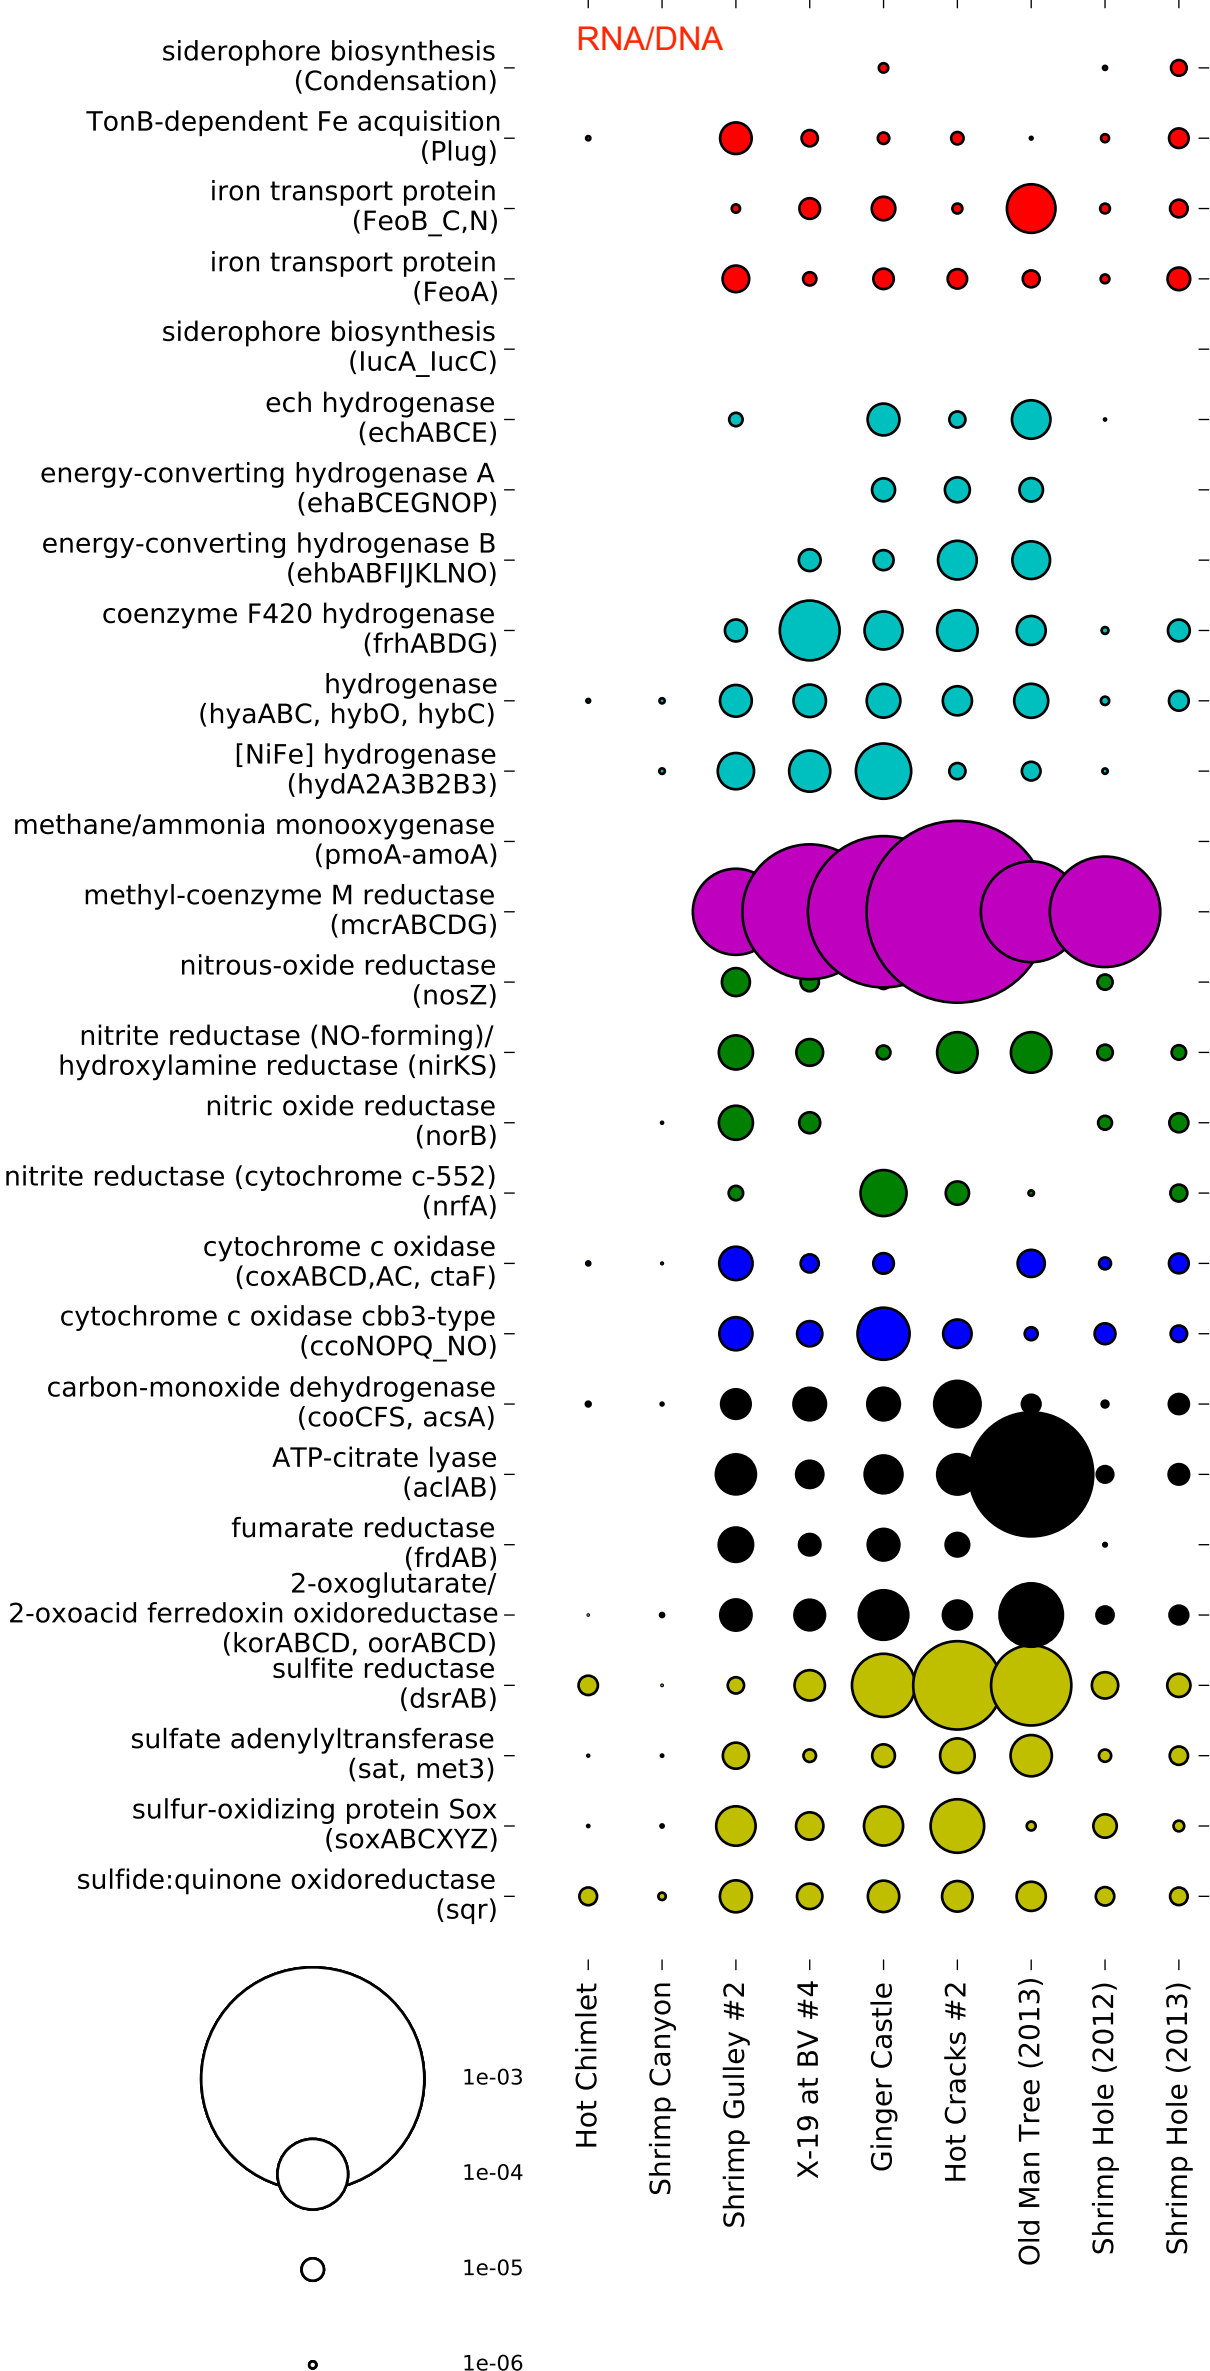 RNA/DNA
siderophore biosynthesis
(Condensation)
TonB-dependent Fe acquisition
(Plug)
iron transport protein
(FeoB_C,N)
iron transport protein
(FeoA)
siderophore biosynthesis
(IucA_IucC)
ech hydrogenase
(echABCE)
energy-converting hydrogenase A
(ehaBCEGNOP)
energy-converting hydrogenase B
(ehbABFIJKLNO)
coenzyme F420 hydrogenase
(frhABDG)
hydrogenase
(hyaABC, hybO, hybC)
[NiFe] hydrogenase
(hydA2A3B2B3)
methane/ammonia monooxygenase
(pmoA-amoA)
methyl-coenzyme M reductase
(mcrABCDG)
nitrous-oxide reductase
(nosZ)
nitrite reductase (NO-forming)/
hydroxylamine reductase (nirKS)
nitric oxide reductase
(norB)
nitrite reductase (cytochrome c-552)
(nrfA)
cytochrome c oxidase
(coxABCD,AC, ctaF)
cytochrome c oxidase cbb3-type
(ccoNOPQ_NO)
carbon-monoxide dehydrogenase
(cooCFS, acsA)
ATP-citrate lyase
(aclAB)
fumarate reductase
(frdAB)
2-oxoglutarate/
2-oxoacid ferredoxin oxidoreductase
(korABCD, oorABCD)
sulfite reductase
(dsrAB)
sulfate adenylyltransferase
(sat, met3)
sulfur-oxidizing protein Sox
(soxABCXYZ)
sulfide:quinone oxidoreductase
(sqr)
Hot Chimlet
Shrimp Canyon
Shrimp Gulley #2
X-19 at BV #4
Ginger Castle
Hot Cracks #2
Old Man Tree (2013)
Shrimp Hole (2012)
Shrimp Hole (2013)
1e-03
1e-04
1e-05
1e-06